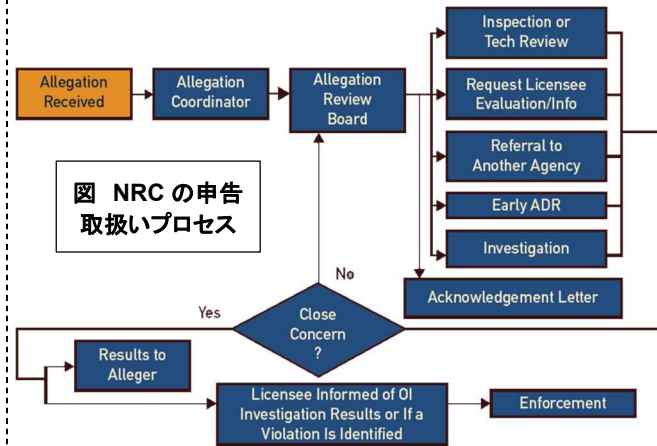 Allegation
Received
Allegation
Coordinator
Allegation
Review
Board
Inspection or
Tech Review
Request Licensee
Evaluation/Info
Referral to
Another Agency
Early ADR
Investigation
Acknowledgement Letter
図 NRC の申告
取扱いプロセス
No
Yes
Close
Concern
?
Results to
Alleger
Licensee Informed of OI
Investigation Results or If a
Violation Is Identified
Enforcement